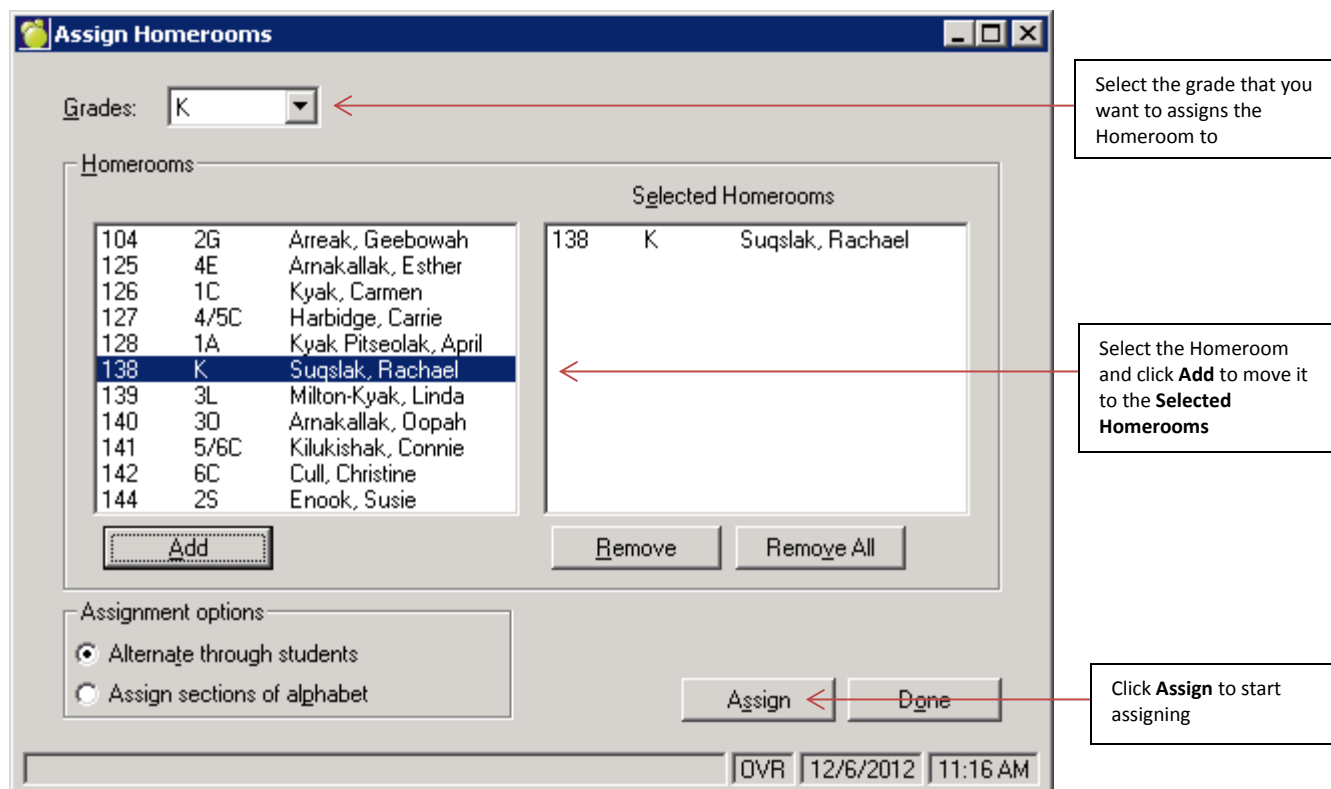 Assign Homerooms
Grades: K
Select the grade that you
want to assigns the
Homeroom to
Homerooms
Selected Homerooms
104 2G Arreak, Geebowah
125 4E Arnakallak, Esther
126 1C Kyak, Carmen
127 4/5C Harbidge, Carrie
128 1A Kyak Pitseolak, April
138 K Suqslak, Rachael
139 3L Milton-Kyak, Linda
140 3O Arnakallak, Oopah
141 5/6C Kilukishak, Connie
142 6C Cull, Christine
144 2S Enook, Susie
138 K Suqslak, Rachael
Select the Homeroom
and click Add to move it
to the Selected
Homerooms
Add
Remove
Remove All
Assignment options
Alternate through students
Assign sections of alphabet
Assign
Done
Click Assign to start
assigning
OVR 12/6/2012 11:16 AM